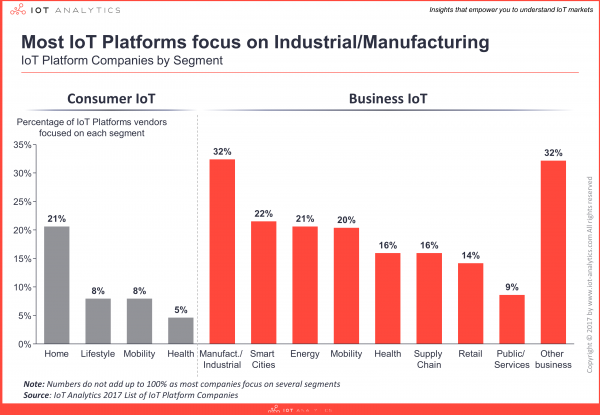 IOT ANALYTICS
Insights that empower you to understand IoT markets
Most IoT Platforms focus on Industrial/Manufacturing
IoT Platform Companies by Segment
Consumer IoT
Business IoT
Percentage of IoT Platforms vendors
focused on each segment
35%
30%
25%
20%
15%
10%
5%
0%
21%
8%
8%
5%
32%
22%
21%
20%
16%
16%
14%
9%
32%
Home
Lifestyle
Mobility
Health
Manufact./
Industrial
Smart
Cities
Energy
Mobility
Health
Supply
Chain
Retail
Public/
Services
Other
business
Note: Numbers do not add up to 100% as most companies focus on several segments
Source: IoT Analytics 2017 List of IoT Platform Companies
Copyright © 2017 by www.iot-analytics.com All rights reserved
IOT